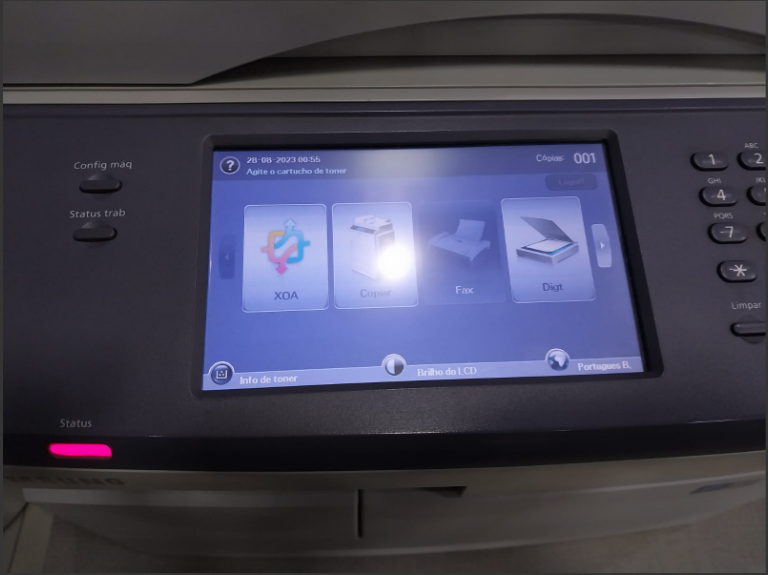 Config máq
Status trab
28-08-2023 00:55
Agite o cartucho de toner
Cópias: 001
XOA
Copiar
Fax
Digt
Info de toner
Brilho do LCD
Portugues B.
ABC
1
2
GHI
4
PQRS
7
Limpar
Status